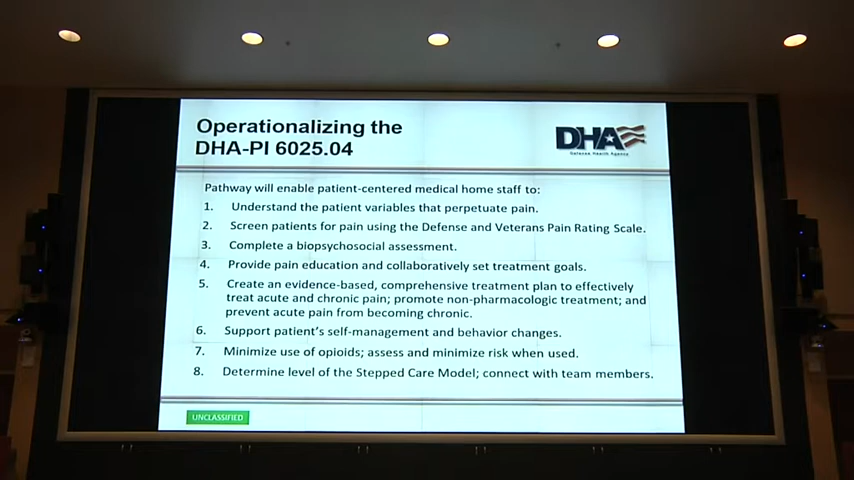 Operationalizing the
DHA-PI 6025.04
DHA
Defense Health Agency
Pathway will enable patient-centered medical home staff to:
1. Understand the patient variables that perpetuate pain.
2. Screen patients for pain using the Defense and Veterans Pain Rating Scale.
3. Complete a biopsychosocial assessment.
4. Provide pain education and collaboratively set treatment goals.
5. Create an evidence-based, comprehensive treatment plan to effectively
treat acute and chronic pain; promote non-pharmacologic treatment; and
prevent acute pain from becoming chronic.
6. Support patient's self-management and behavior changes.
7. Minimize use of opioids; assess and minimize risk when used.
8. Determine level of the Stepped Care Model; connect with team members.
UNCLASSIFIED